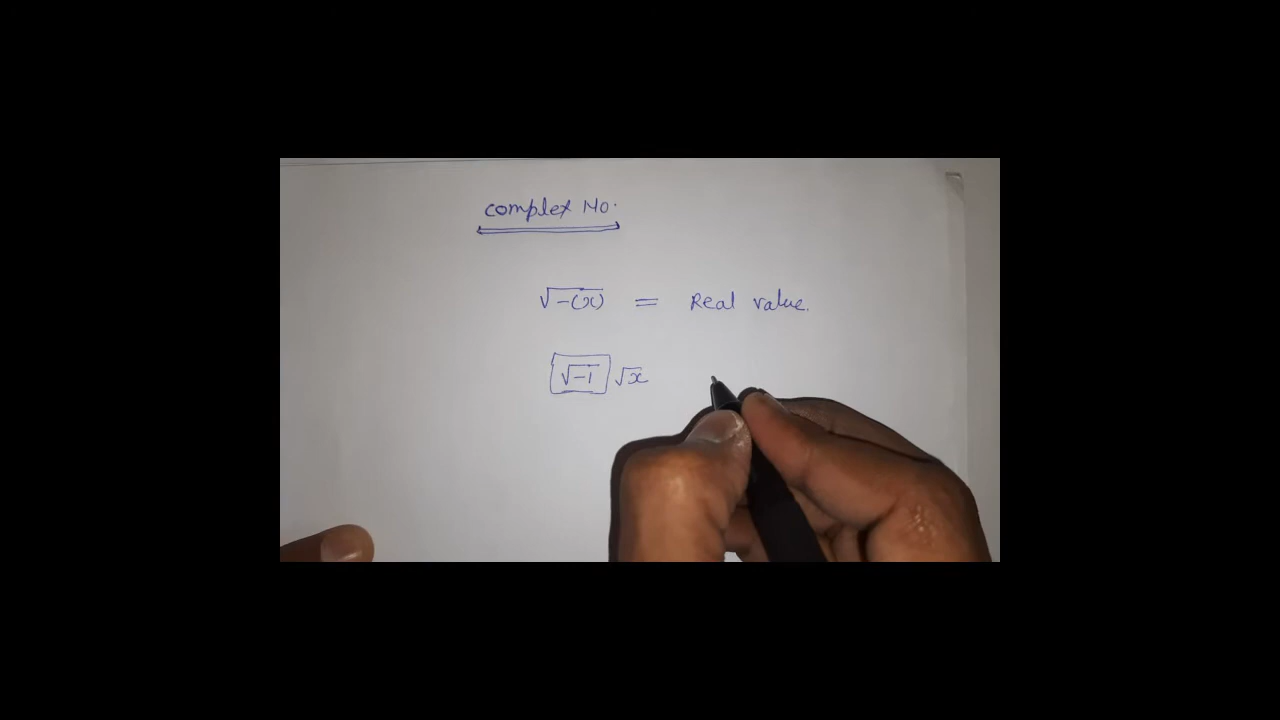 Complex No.
√-(x) = Real value.
√-1 √x